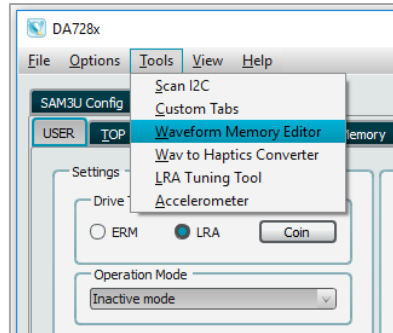 DA728x
File Options Tools View Help
Scan I2C
Custom Tabs
Waveform Memory Editor
Wav to Haptics Converter
LRA Tuning Tool
Accelerometer
SAM3U Config
USER TOP emory
Settings
Drive T
ERM LRA Coin
Operation Mode
Inactive mode